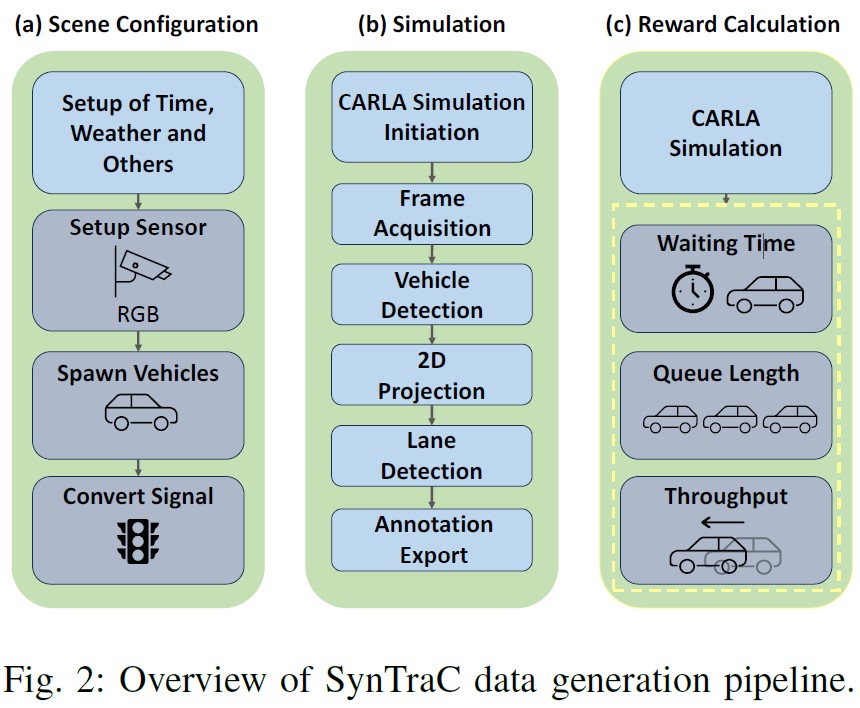 (a) Scene Configuration
Setup of Time,
Weather and
Others
Setup Sensor
RGB
Spawn Vehicles
Convert Signal
(b) Simulation
CARLA Simulation
Initiation
Frame
Acquisition
Vehicle
Detection
2D
Projection
Lane
Detection
Annotation
Export
(c) Reward Calculation
CARLA
Simulation
Waiting Time
Queue Length
Throughput
Fig. 2: Overview of SynTraC data generation pipeline.